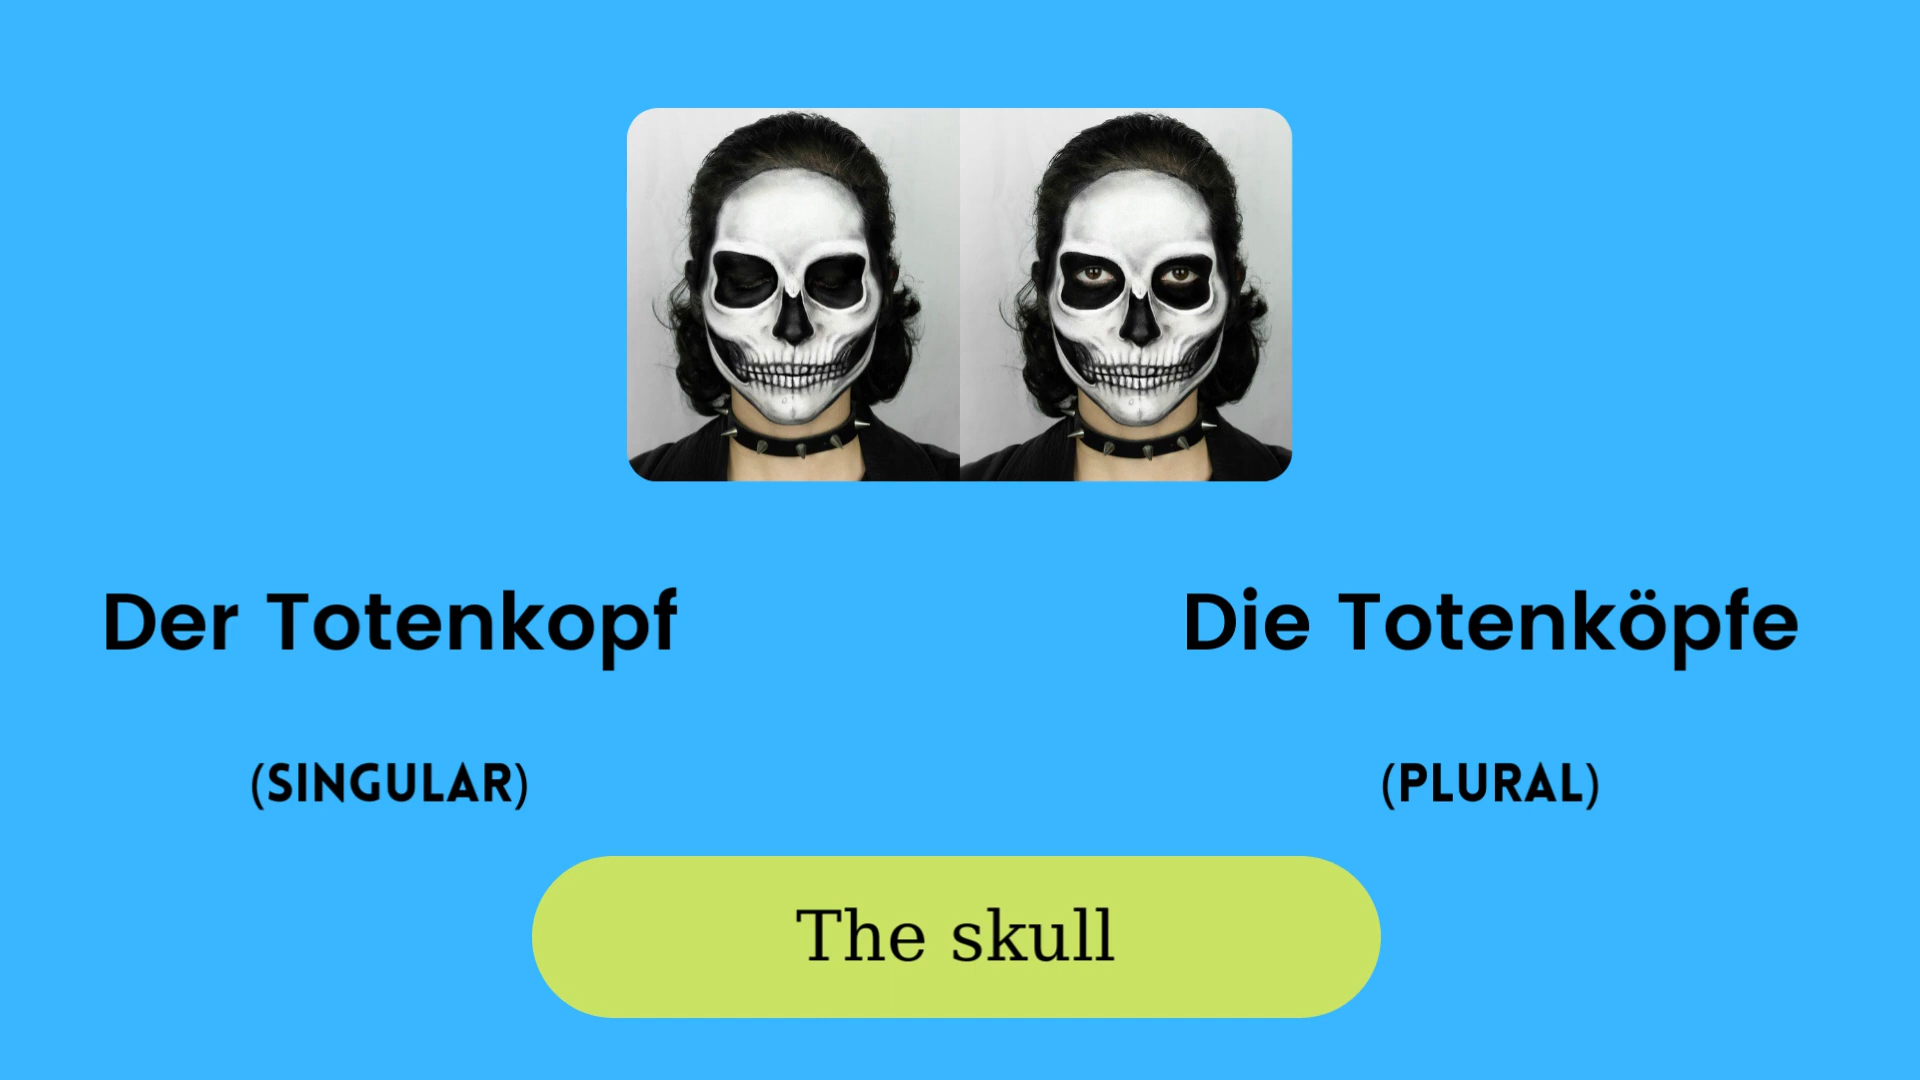 Der Totenkopf
Die Totenköpfe
(SINGULAR)
(PLURAL)
The skull